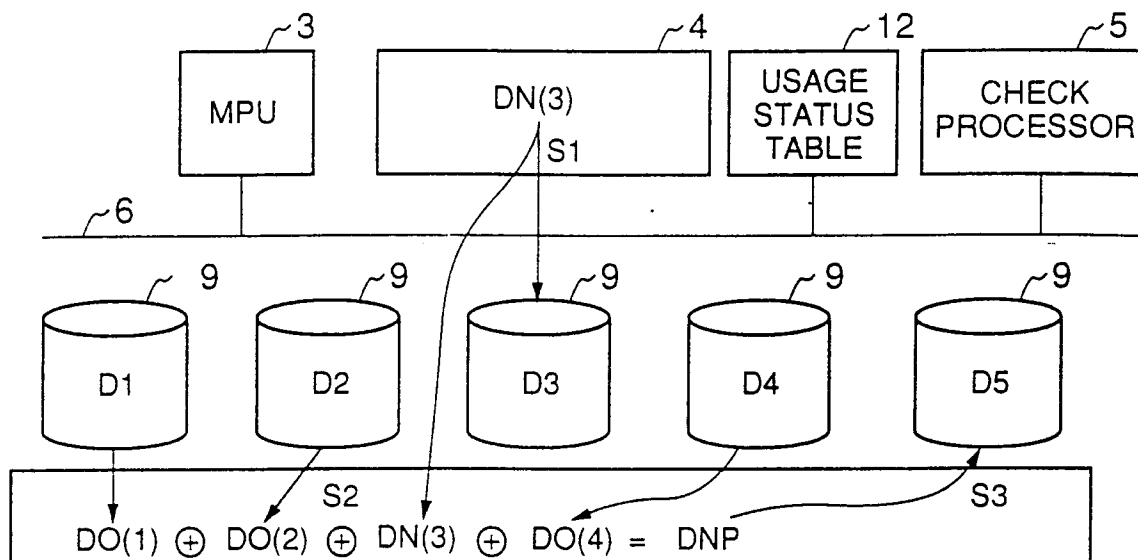 3 4 12 5
MPU
DN(3)
USAGE
STATUS
TABLE
CHECK
PROCESSOR
S1
6
9 9 9 9 9
D1 D2 D3 D4 D5
S2 S3
DO(1) ⊕ DO(2) ⊕ DN(3) ⊕ DO(4) = DNP